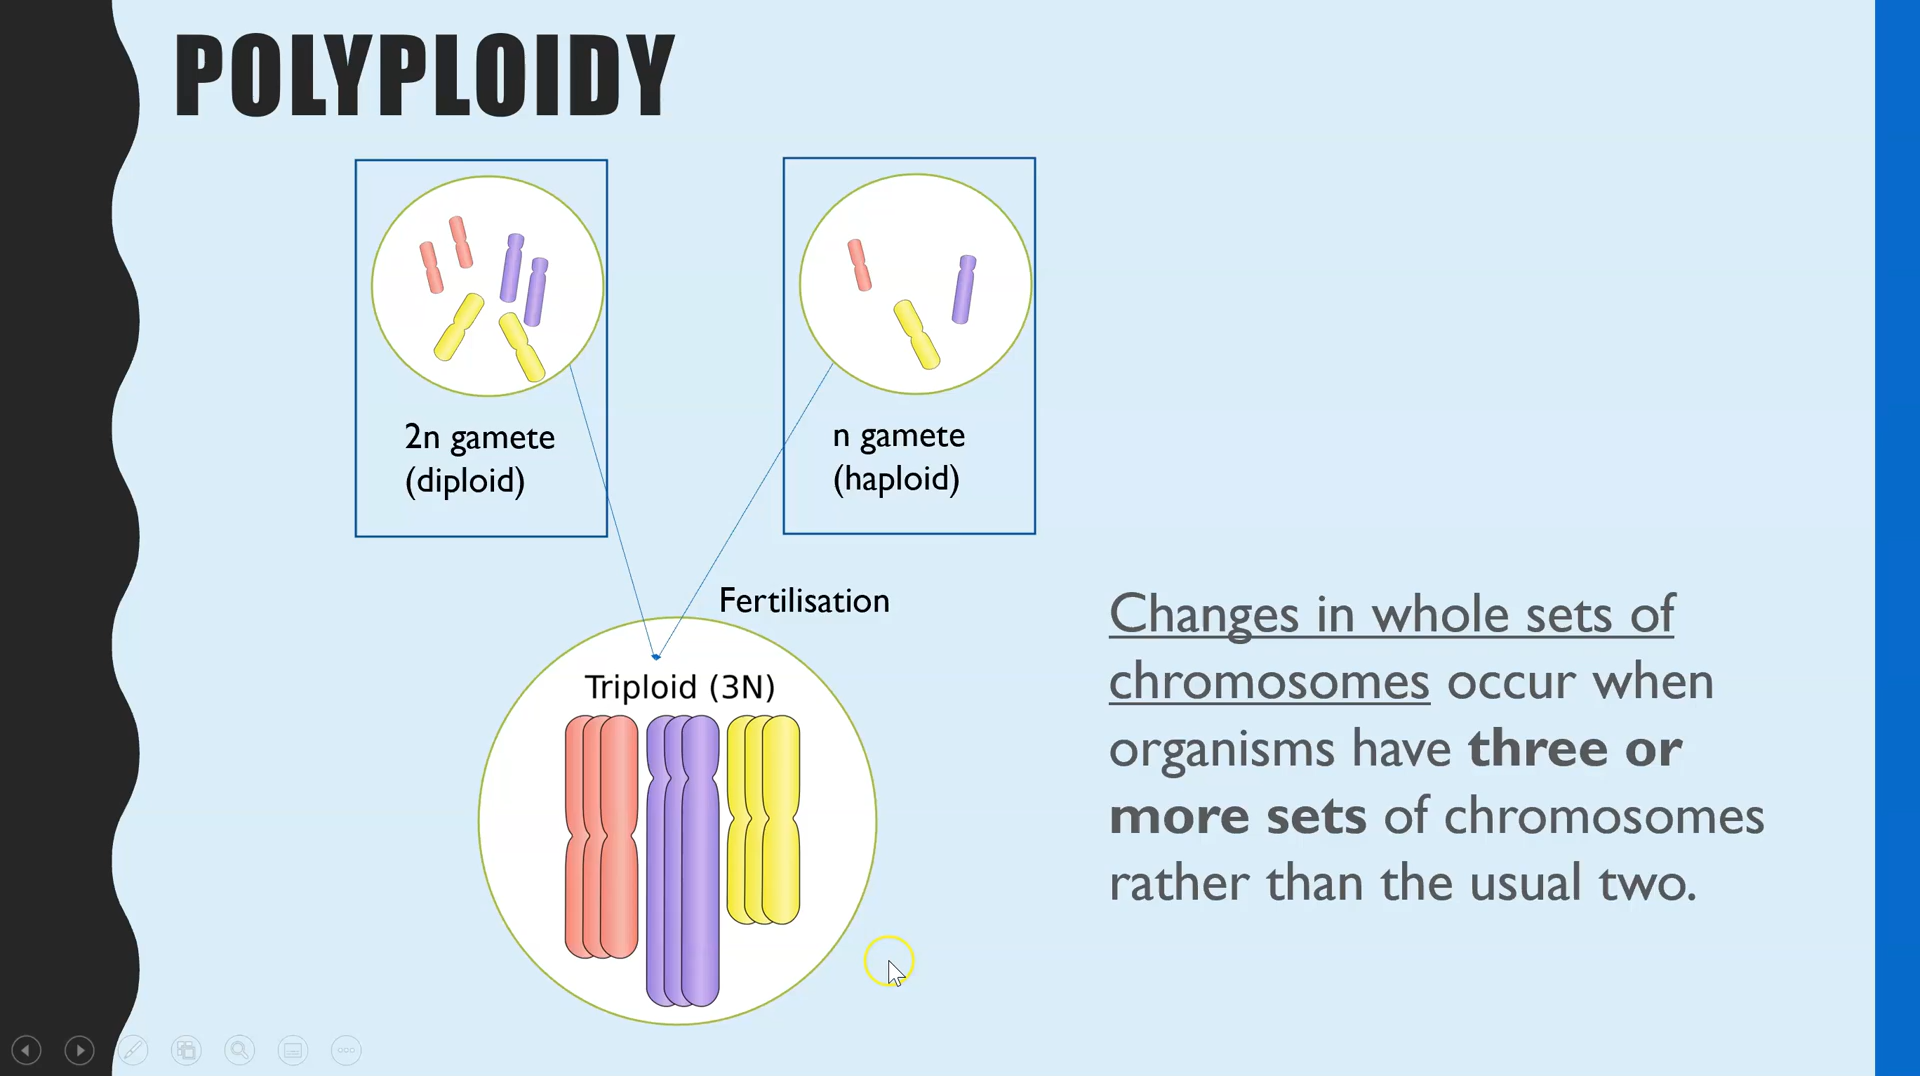 POLYPLOIDY
2n gamete
(diploid)
n gamete
(haploid)
Fertilisation
Triploid (3N)
Changes in whole sets of
chromosomes occur when
organisms have three or
more sets of chromosomes
rather than the usual two.